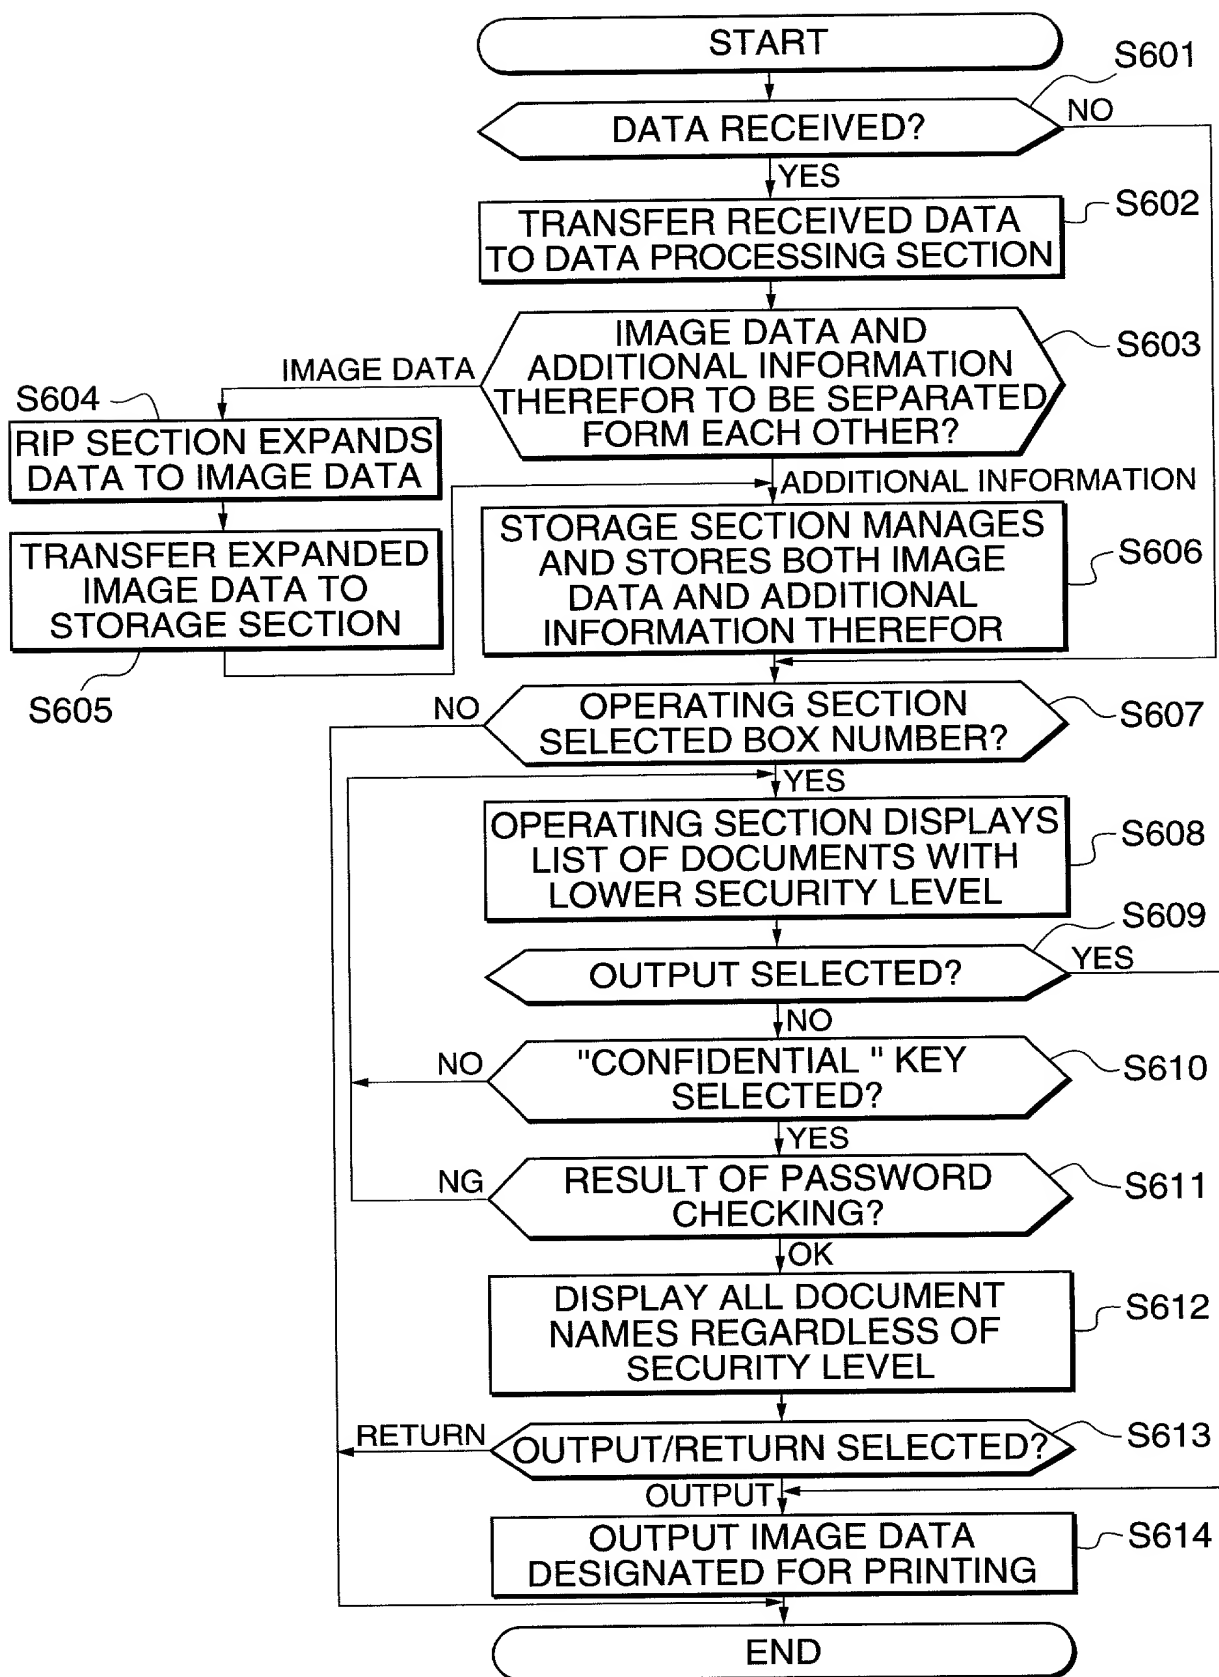 START
S601
DATA RECEIVED?
NO
YES
S602
TRANSFER RECEIVED DATA
TO DATA PROCESSING SECTION
IMAGE DATA AND
ADDITIONAL INFORMATION
THEREFOR TO BE SEPARATED
FORM EACH OTHER?
S603
IMAGE DATA
S604
RIP SECTION EXPANDS
DATA TO IMAGE DATA
ADDITIONAL INFORMATION
TRANSFER EXPANDED
IMAGE DATA TO
STORAGE SECTION
S605
STORAGE SECTION MANAGES
AND STORES BOTH IMAGE
DATA AND ADDITIONAL
INFORMATION THEREFOR
S606
NO
OPERATING SECTION
SELECTED BOX NUMBER?
S607
YES
OPERATING SECTION DISPLAYS
LIST OF DOCUMENTS WITH
LOWER SECURITY LEVEL
S608
S609
OUTPUT SELECTED?
YES
NO
NO
"CONFIDENTIAL " KEY
SELECTED?
S610
YES
NG
RESULT OF PASSWORD
CHECKING?
S611
OK
DISPLAY ALL DOCUMENT
NAMES REGARDLESS OF
SECURITY LEVEL
S612
RETURN
OUTPUT/RETURN SELECTED?
S613
OUTPUT
OUTPUT IMAGE DATA
DESIGNATED FOR PRINTING
S614
END